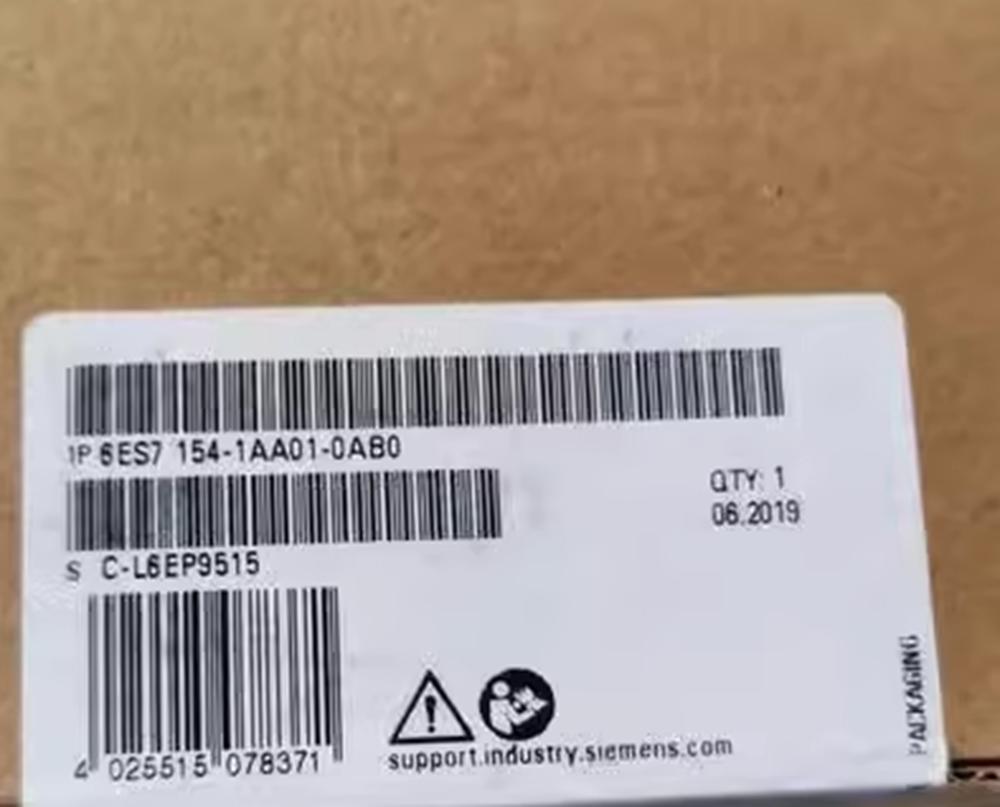 1P 6ES7 154-1AA01-0AB0
QTY: 1
06.2019
S C-L6EP9515
4 025515 078371
support.industry.siemens.com
PACKAGING